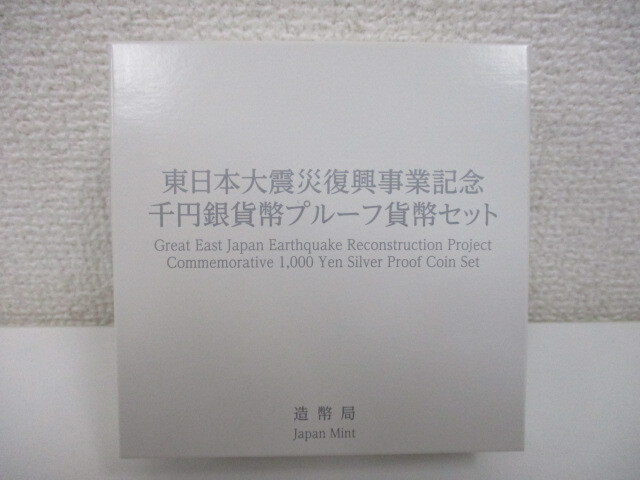 東日本大震災復興事業記念
千円銀貨幣プルーフ貨幣セット
Great East Japan Earthquake Reconstruction Project
Commemorative 1,000 Yen Silver Proof Coin Set
造幣局
Japan Mint